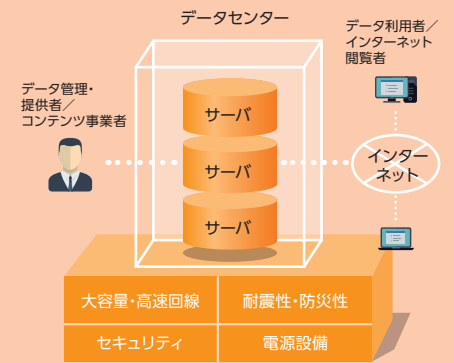 データセンター
データ利用者／
インターネット
閲覧者
データ管理・
提供者／
コンテンツ事業者
サーバ
サーバ
サーバ
インター
ネット
大容量・高速回線
耐震性・防災性
セキュリティ
電源設備